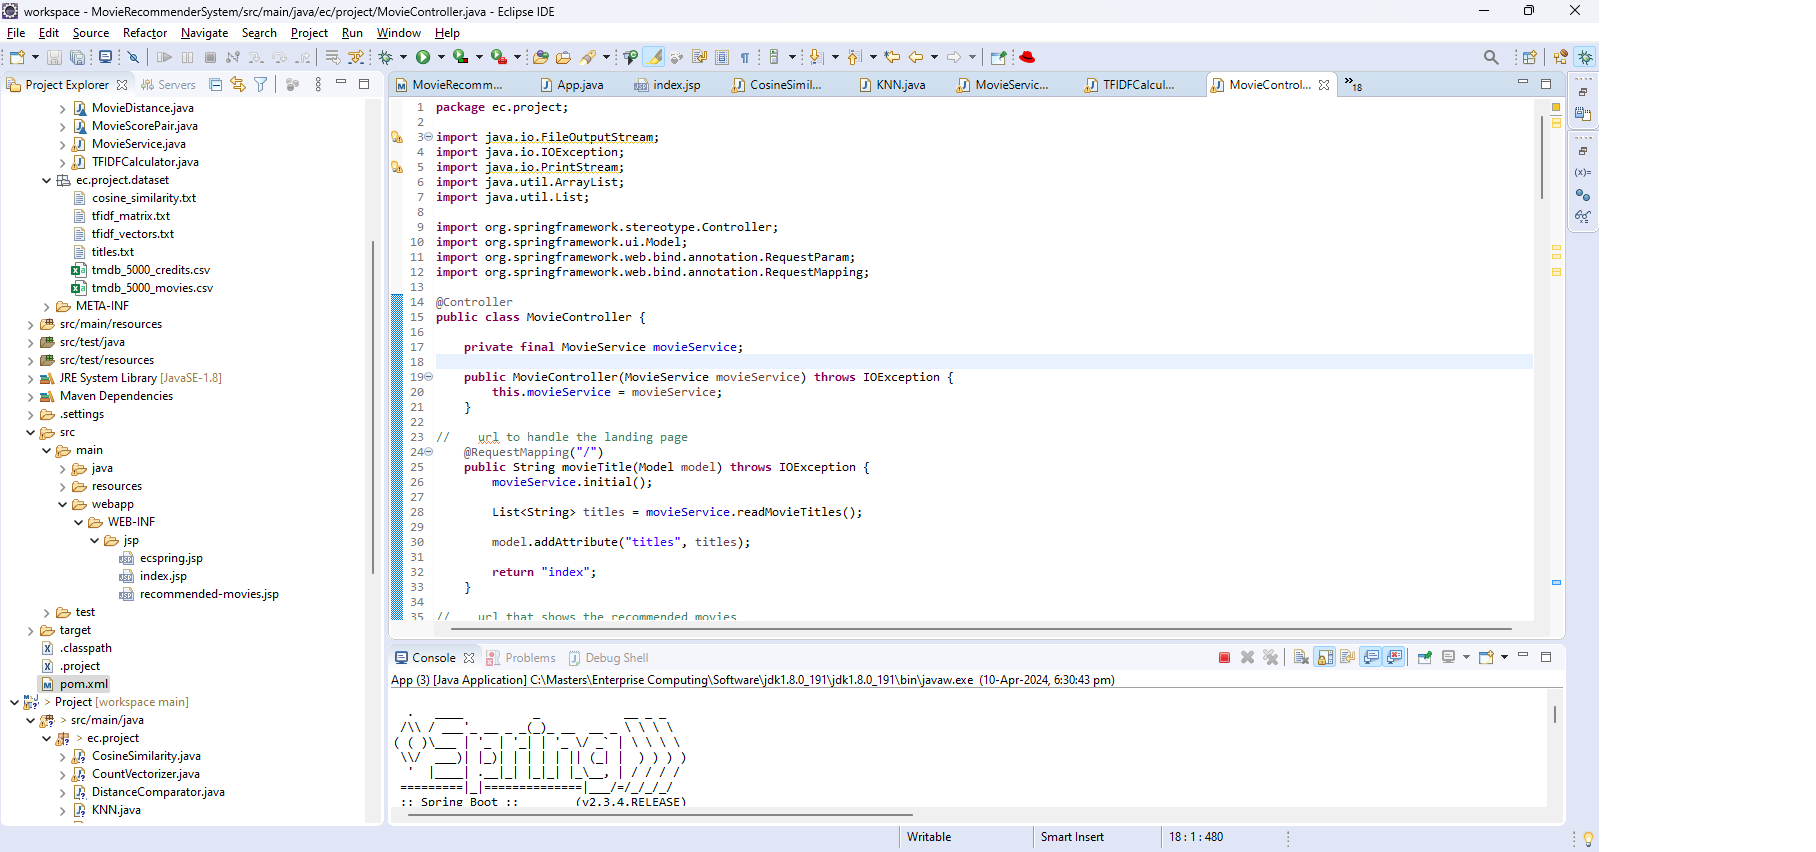 workspace - MovieRecommenderSystem/src/main/java/ec/project/MovieController.java - Eclipse IDE
File Edit Source Refactor Navigate Search Project Run Window Help
Project Explorer Servers
MovieDistance.java
MovieScorePair.java
MovieService.java
TFIDFCalculator.java
ec.project.dataset
cosine_similarity.txt
tfidf_matrix.txt
tfidf_vectors.txt
titles.txt
tmdb_5000_credits.csv
tmdb_5000_movies.csv
META-INF
src/main/resources
src/test/java
src/test/resources
JRE System Library [JavaSE-1.8]
Maven Dependencies
.settings
src
main
java
resources
webapp
WEB-INF
jsp
ecspring.jsp
index.jsp
recommended-movies.jsp
test
target
.classpath
.project
pom.xml
> Project [workspace main]
> src/main/java
> ec.project
CosineSimilarity.java
CountVectorizer.java
DistanceComparator.java
KNN.java
MovieRecomm... App.java index.jsp CosineSimil... KNN.java MovieServic... TFIDFCalcul... MovieControl... »18
1 package ec.project;
2
3 import java.io.FileOutputStream;
4 import java.io.IOException;
5 import java.io.PrintStream;
6 import java.util.ArrayList;
7 import java.util.List;
8
9 import org.springframework.stereotype.Controller;
10 import org.springframework.ui.Model;
11 import org.springframework.web.bind.annotation.RequestParam;
12 import org.springframework.web.bind.annotation.RequestMapping;
13
14 @Controller
15 public class MovieController {
16
17 private final MovieService movieService;
18
19 public MovieController(MovieService movieService) throws IOException {
20 this.movieService = movieService;
21 }
22
23 // url to handle the landing page
24 @RequestMapping("/")
25 public String movieTitle(Model model) throws IOException {
26 movieService.initial();
27
28 List<String> titles = movieService.readMovieTitles();
29
30 model.addAttribute("titles", titles);
31
32 return "index";
33 }
34
35 // url that shows the recommended movies
Console Problems Debug Shell
App (3) [Java Application] C:\Masters\Enterprise Computing\Software\jdk1.8.0_191\jdk1.8.0_191\bin\javaw.exe (10-Apr-2024, 6:30:43 pm)
  .   ____          _            __ _ _
 /\\ / ___'_ __ _ _(_)_ __  __ _ \ \ \ \
( ( )\___ | '_ | '_| | '_ \/ _` | \ \ \ \
 \\/  ___)| |_)| | | | | || (_| |  ) ) ) )
  '  |____| .__|_| |_|_| |_\__, | / / / /
 =========|_|==============|___/=/_/_/_/
 :: Spring Boot ::        (v2.3.4.RELEASE)
Writable Smart Insert 18 : 1 : 480